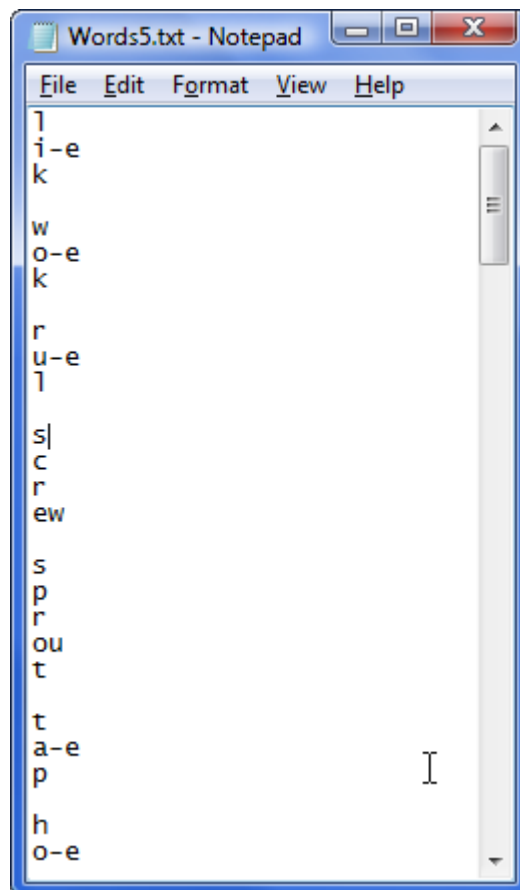 Words5.txt - Notepad
File Edit Format View Help
l
i-e
k

w
o-e
k

r
u-e
l

s
c
r
ew

s
p
r
ou
t

t
a-e
p

h
o-e